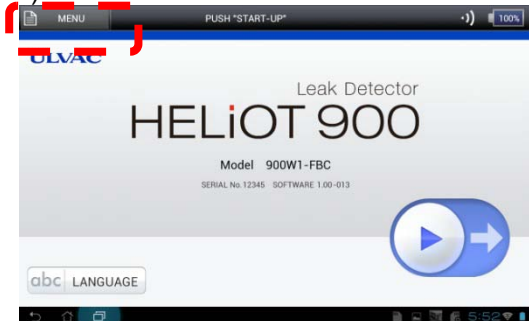 MENU
PUSH "START-UP"
100%
ULVAC
Leak Detector
HELiOT 900
Model 900W1-FBC
SERIAL No.12345 SOFTWARE 1.00-013
abc LANGUAGE
5:52